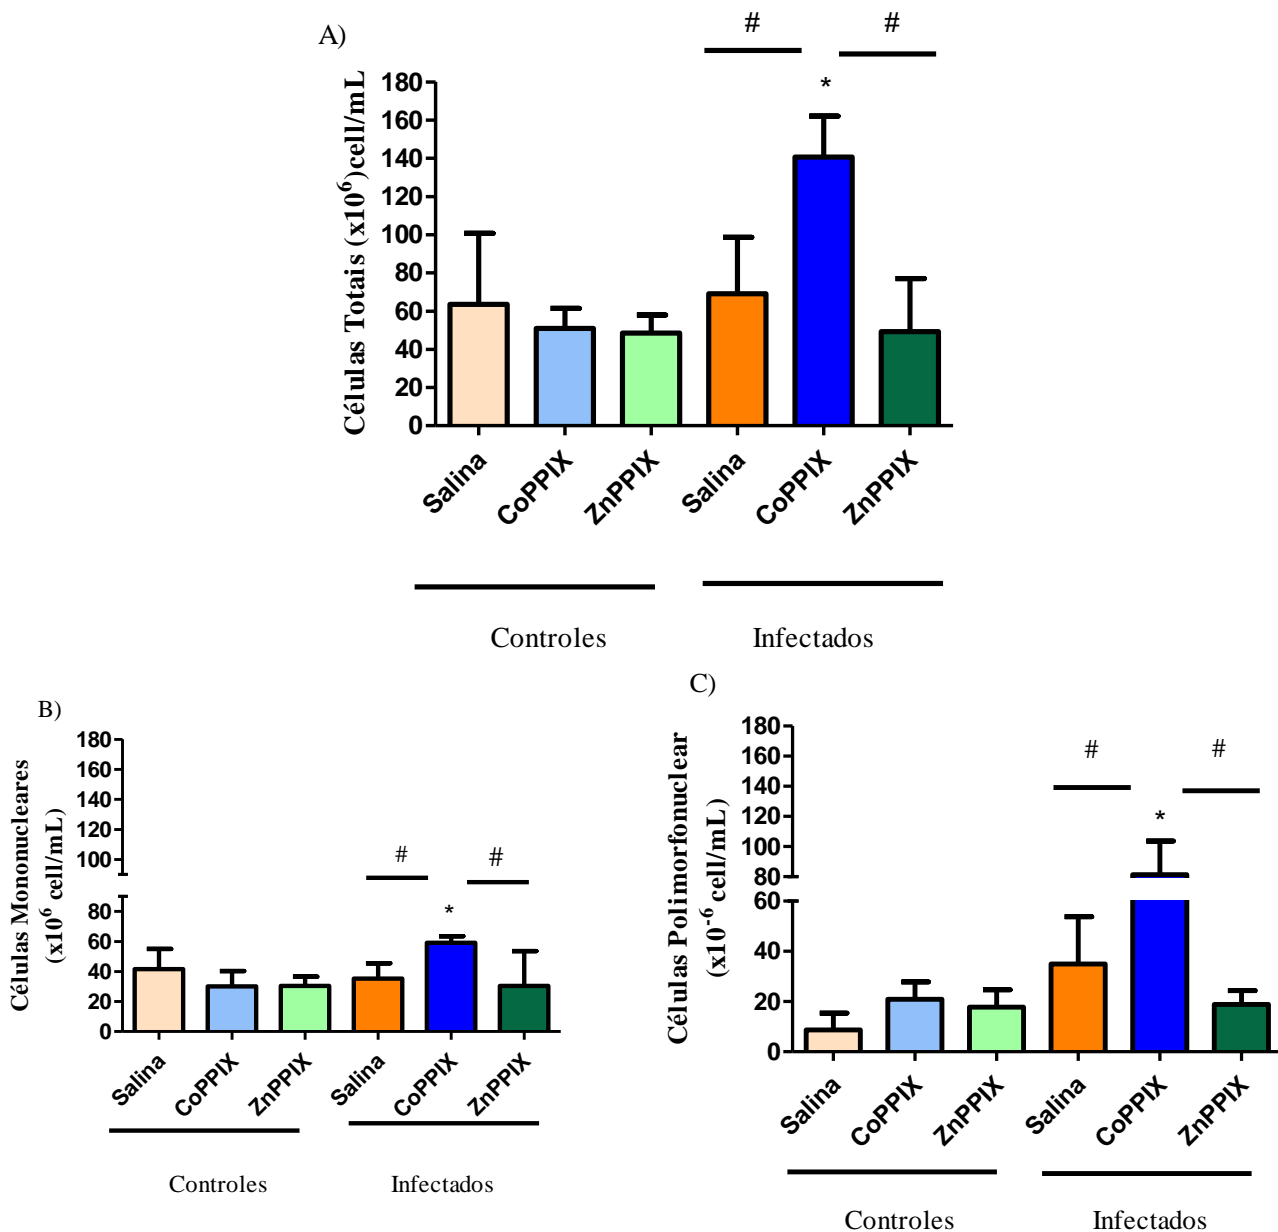 A)
# #
*
Células Totais (x10⁶)cell/mL
180
160
140
120
100
80
60
40
20
0
Salina CoPPIX ZnPPIX Salina CoPPIX ZnPPIX
Controles Infectados
B)
Células Mononucleares
(x10⁶ cell/mL)
180
160
140
120
100
80
60
40
20
0
# #
*
Salina CoPPIX ZnPPIX Salina CoPPIX ZnPPIX
Controles Infectados
C)
Células Polimorfonuclear
(x10⁻⁶ cell/mL)
180
160
140
120
100
80
60
40
20
0
# #
*
Salina CoPPIX ZnPPIX Salina CoPPIX ZnPPIX
Controles Infectados